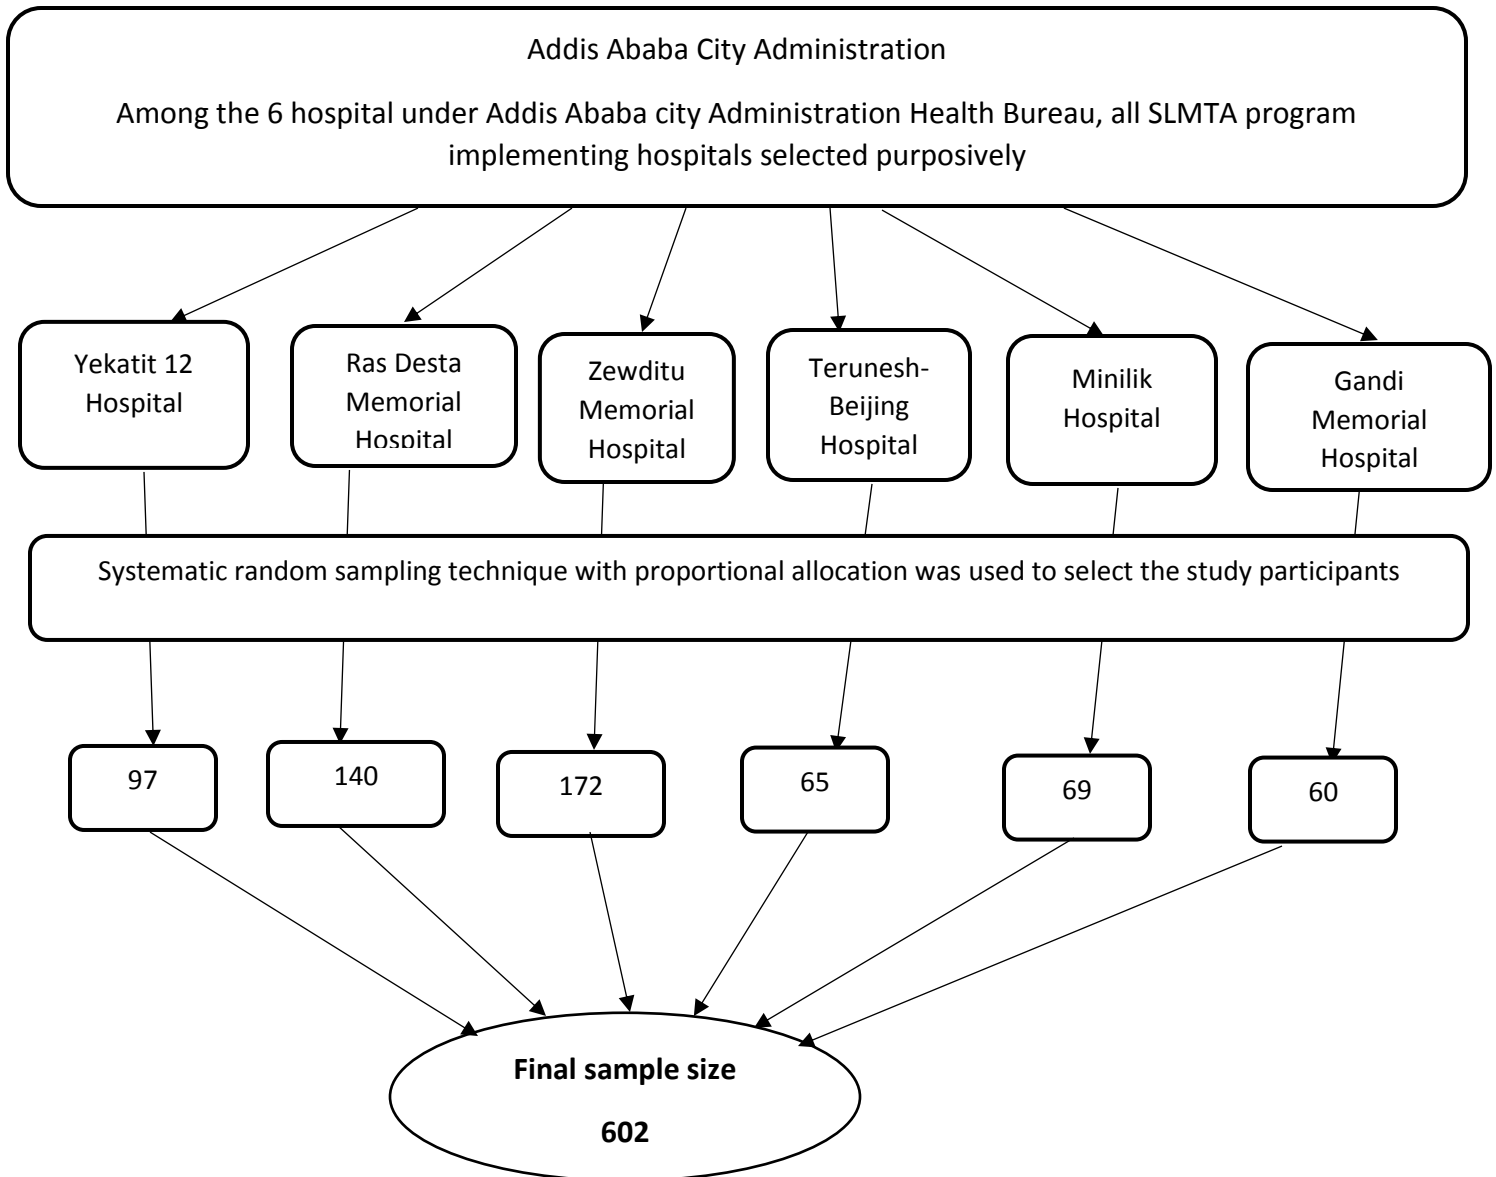 Addis Ababa City Administration
Among the 6 hospital under Addis Ababa city Administration Health Bureau, all SLMTA program
implementing hospitals selected purposively
Yekatit 12
Hospital
Ras Desta
Memorial
Hospital
Zewditu
Memorial
Hospital
Terunesh-
Beijing
Hospital
Minilik
Hospital
Gandi
Memorial
Hospital
Systematic random sampling technique with proportional allocation was used to select the study participants
97
140
172
65
69
60
Final sample size
602